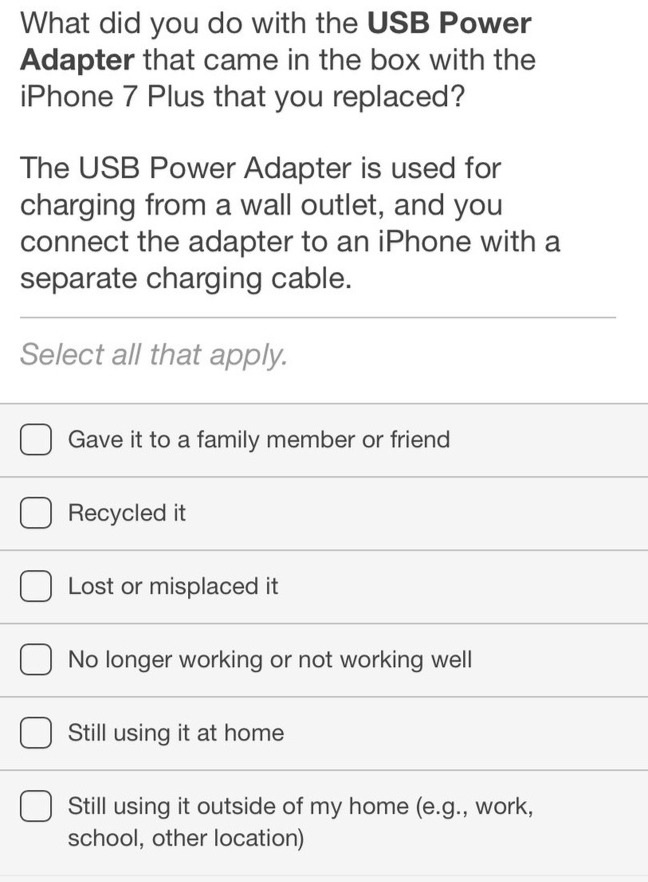 What did you do with the USB Power
Adapter that came in the box with the
iPhone 7 Plus that you replaced?
The USB Power Adapter is used for
charging from a wall outlet, and you
connect the adapter to an iPhone with a
separate charging cable.
Select all that apply.
Gave it to a family member or friend
Recycled it
Lost or misplaced it
No longer working or not working well
Still using it at home
Still using it outside of my home (e.g., work,
school, other location)